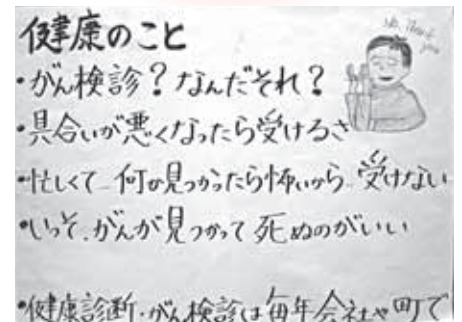 健康のこと
No, Thank you
・がん検診？なんだそれ？
・具合いが悪くなったら受けるさ
・忙しくて 何か見つかったら怖いから 受けない
・いっそ、がんが見つかって 死ぬのがいい
・健康診断・がん検診は毎年会社や町で